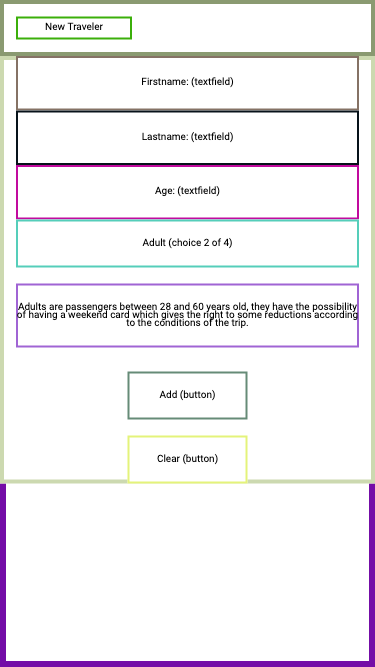 New Traveler
Firstname: (textfield)
Lastname: (textfield)
Age: (textfield)
Adult (choice 2 of 4)
Adults are passengers between 28 and 60 years old, they have the possibility
of having a weekend card which gives the right to some reductions according
to the conditions of the trip.
Add (button)
Clear (button)